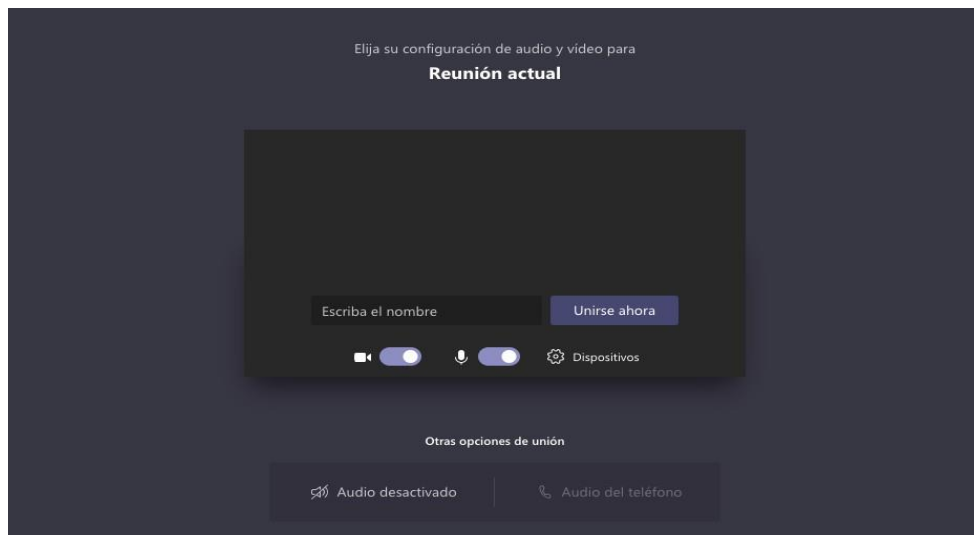 Elija su configuración de audio y vídeo para
Reunión actual
Escriba el nombre
Unirse ahora
Dispositivos
Otras opciones de unión
Audio desactivado
Audio del teléfono